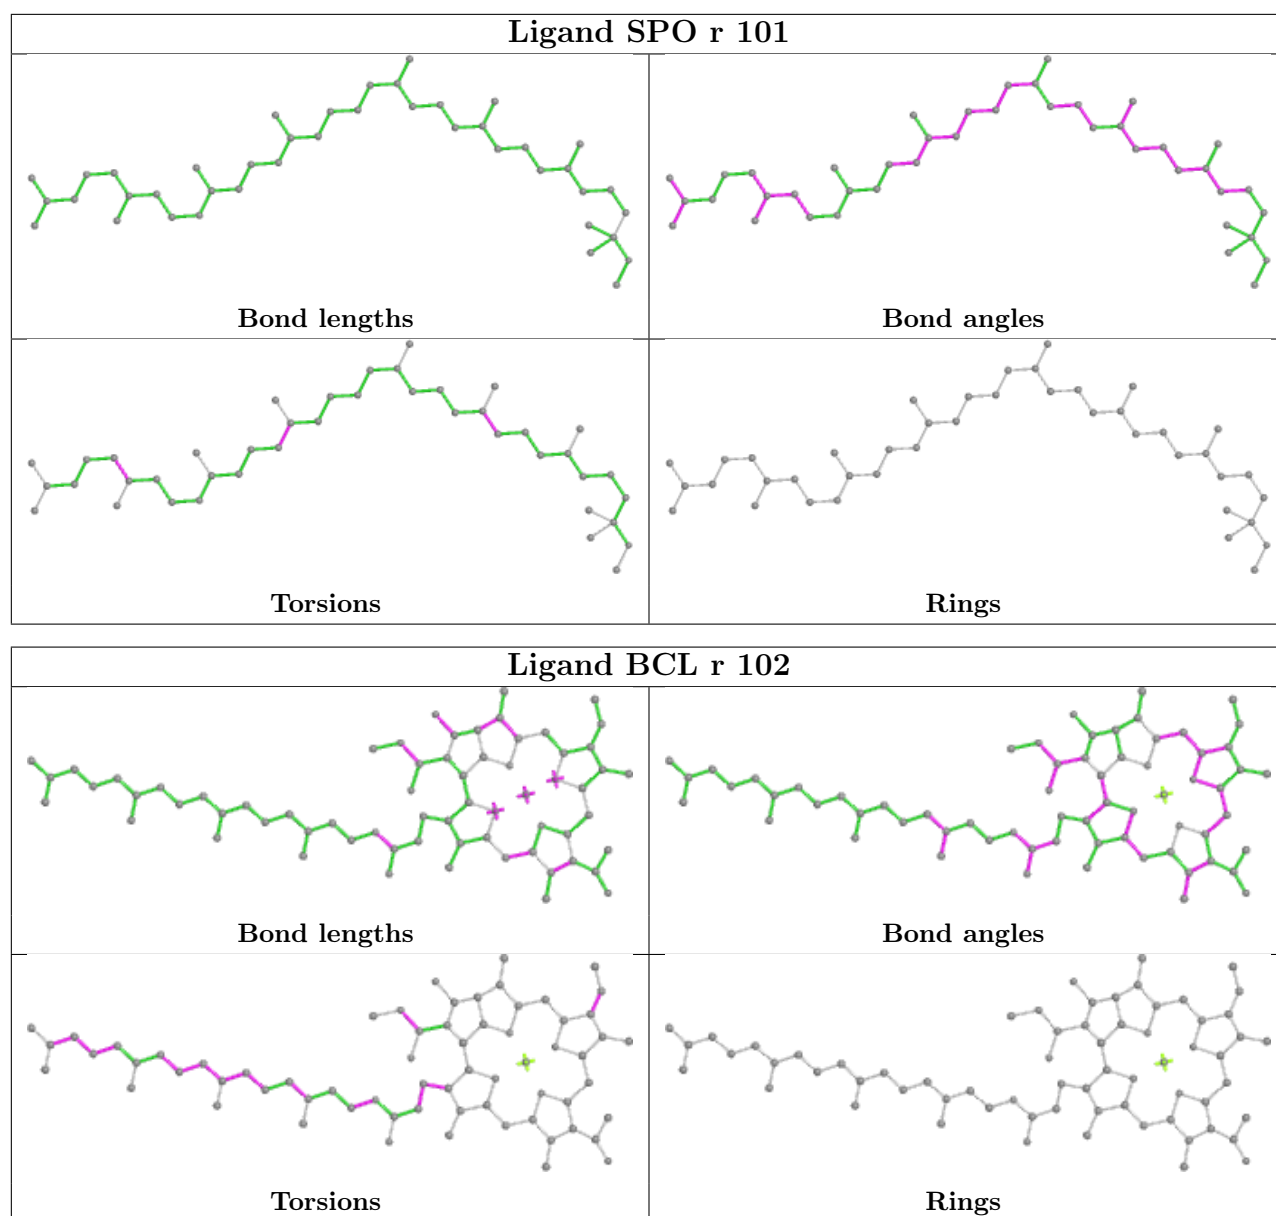 Ligand SPO r 101
Bond lengths
Bond angles
Torsions
Rings
Ligand BCL r 102
Bond lengths
Bond angles
Torsions
Rings